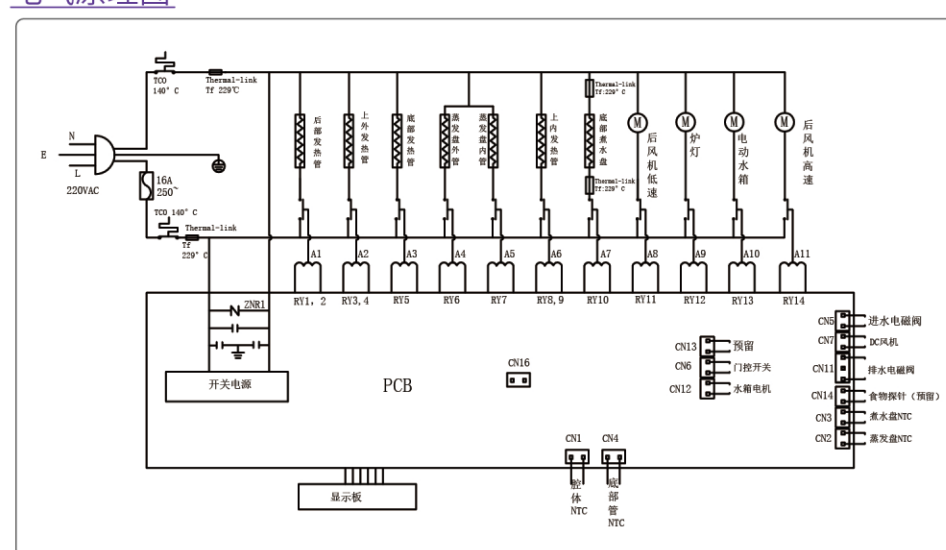 电气原理图
TCO
140° C
Thermal-link
Tf 229℃
N
E
L
220VAC
16A
250~
TCO 140° C
Thermal-link
Tf
229° C
后部发热管
上外发热管
底部发热管
蒸发盘外管
蒸发盘内管
上内发热管
Thermal-link
Tf:229° C
底部煮水盘
Thermal-link
Tf:229° C
M
后风机低速
M
炉灯
M
电动水箱
M
后风机高速
A1 A2 A3 A4 A5 A6 A7 A8 A9 A10 A11
RY1, 2 RY3,4 RY5 RY6 RY7 RY8,9 RY10 RY11 RY12 RY13 RY14
ZNR1
开关电源
PCB
CN16
CN13 预留
CN6 门控开关
CN12 水箱电机
CN5 进水电磁阀
CN7 DC风机
CN11 排水电磁阀
CN14 食物探针（预留）
CN3 煮水盘NTC
CN2 蒸发盘NTC
CN1 CN4
腔体NTC
底部管NTC
显示板